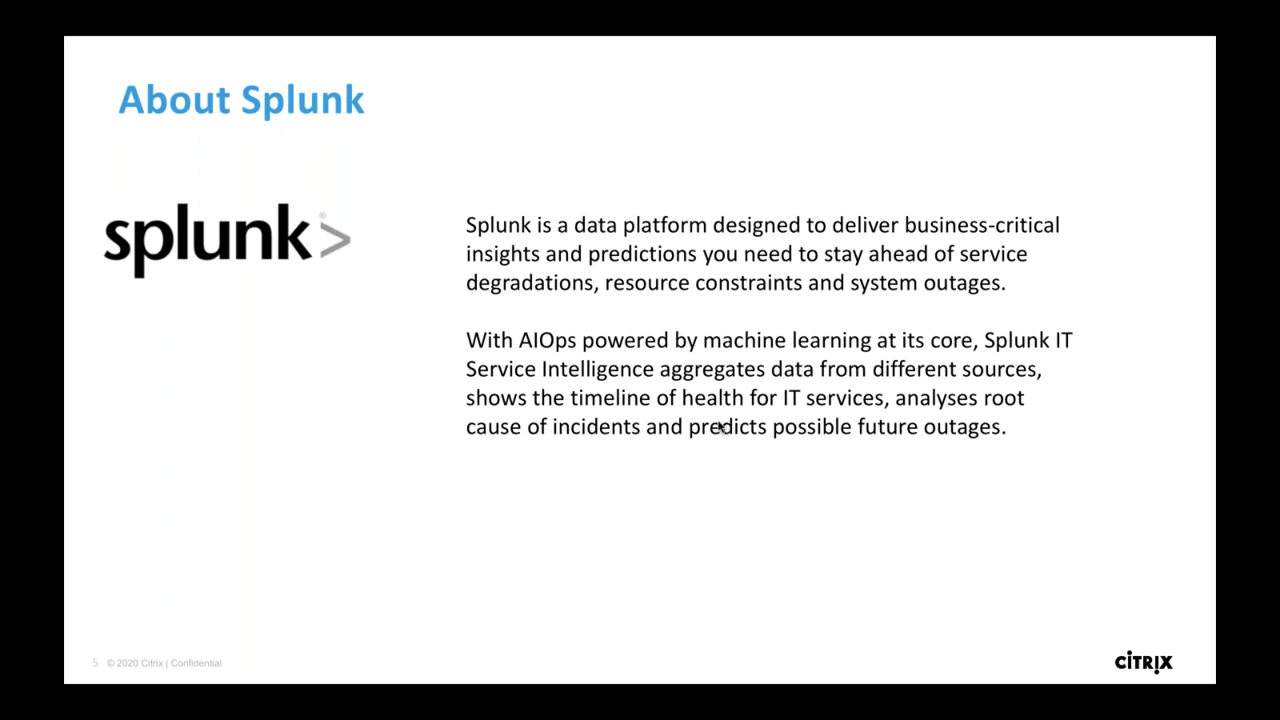 About Splunk
splunk>
Splunk is a data platform designed to deliver business-critical
insights and predictions you need to stay ahead of service
degradations, resource constraints and system outages.
With AIOps powered by machine learning at its core, Splunk IT
Service Intelligence aggregates data from different sources,
shows the timeline of health for IT services, analyses root
cause of incidents and predicts possible future outages.
5 © 2020 Citrix | Confidential
citrix